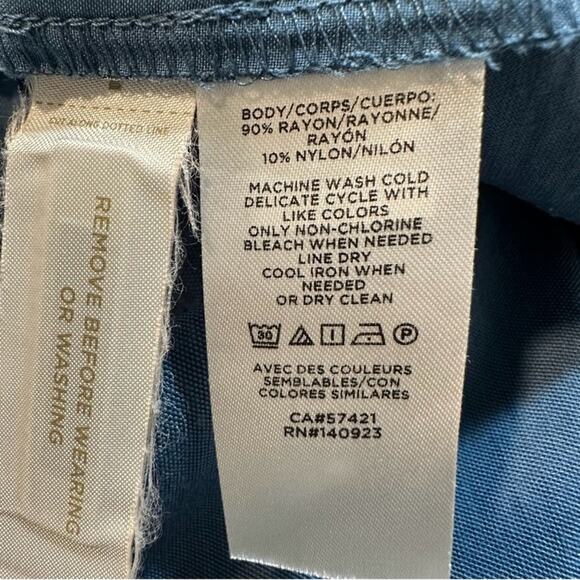 ALONG DOTTED LINE
REMOVE BEFORE WEARING
OR WASHING
BODY/CORPS/CUERPO:
90% RAYON/RAYONNE/
RAYÓN
10% NYLON/NILÓN
MACHINE WASH COLD
DELICATE CYCLE WITH
LIKE COLORS
ONLY NON-CHLORINE
BLEACH WHEN NEEDED
LINE DRY
COOL IRON WHEN
NEEDED
OR DRY CLEAN
30 P
AVEC DES COULEURS
SEMBLABLES/CON
COLORES SIMILARES
CA#57421
RN#140923